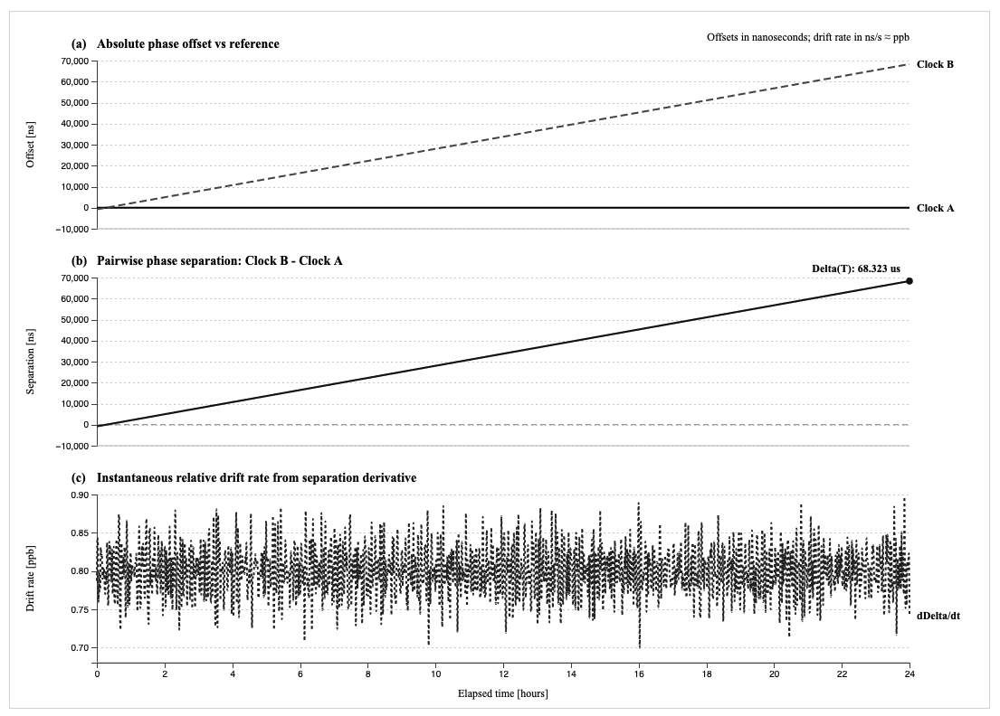 (a) Absolute phase offset vs reference
Offsets in nanoseconds; drift rate in ns/s ≈ ppb
Offset [ns]
70,000
60,000
50,000
40,000
30,000
20,000
10,000
0
−10,000
Clock B
Clock A
(b) Pairwise phase separation: Clock B - Clock A
Delta(T): 68.323 us
Separation [ns]
70,000
60,000
50,000
40,000
30,000
20,000
10,000
0
−10,000
(c) Instantaneous relative drift rate from separation derivative
Drift rate [ppb]
0.90
0.85
0.80
0.75
0.70
dDelta/dt
0 2 4 6 8 10 12 14 16 18 20 22 24
Elapsed time [hours]